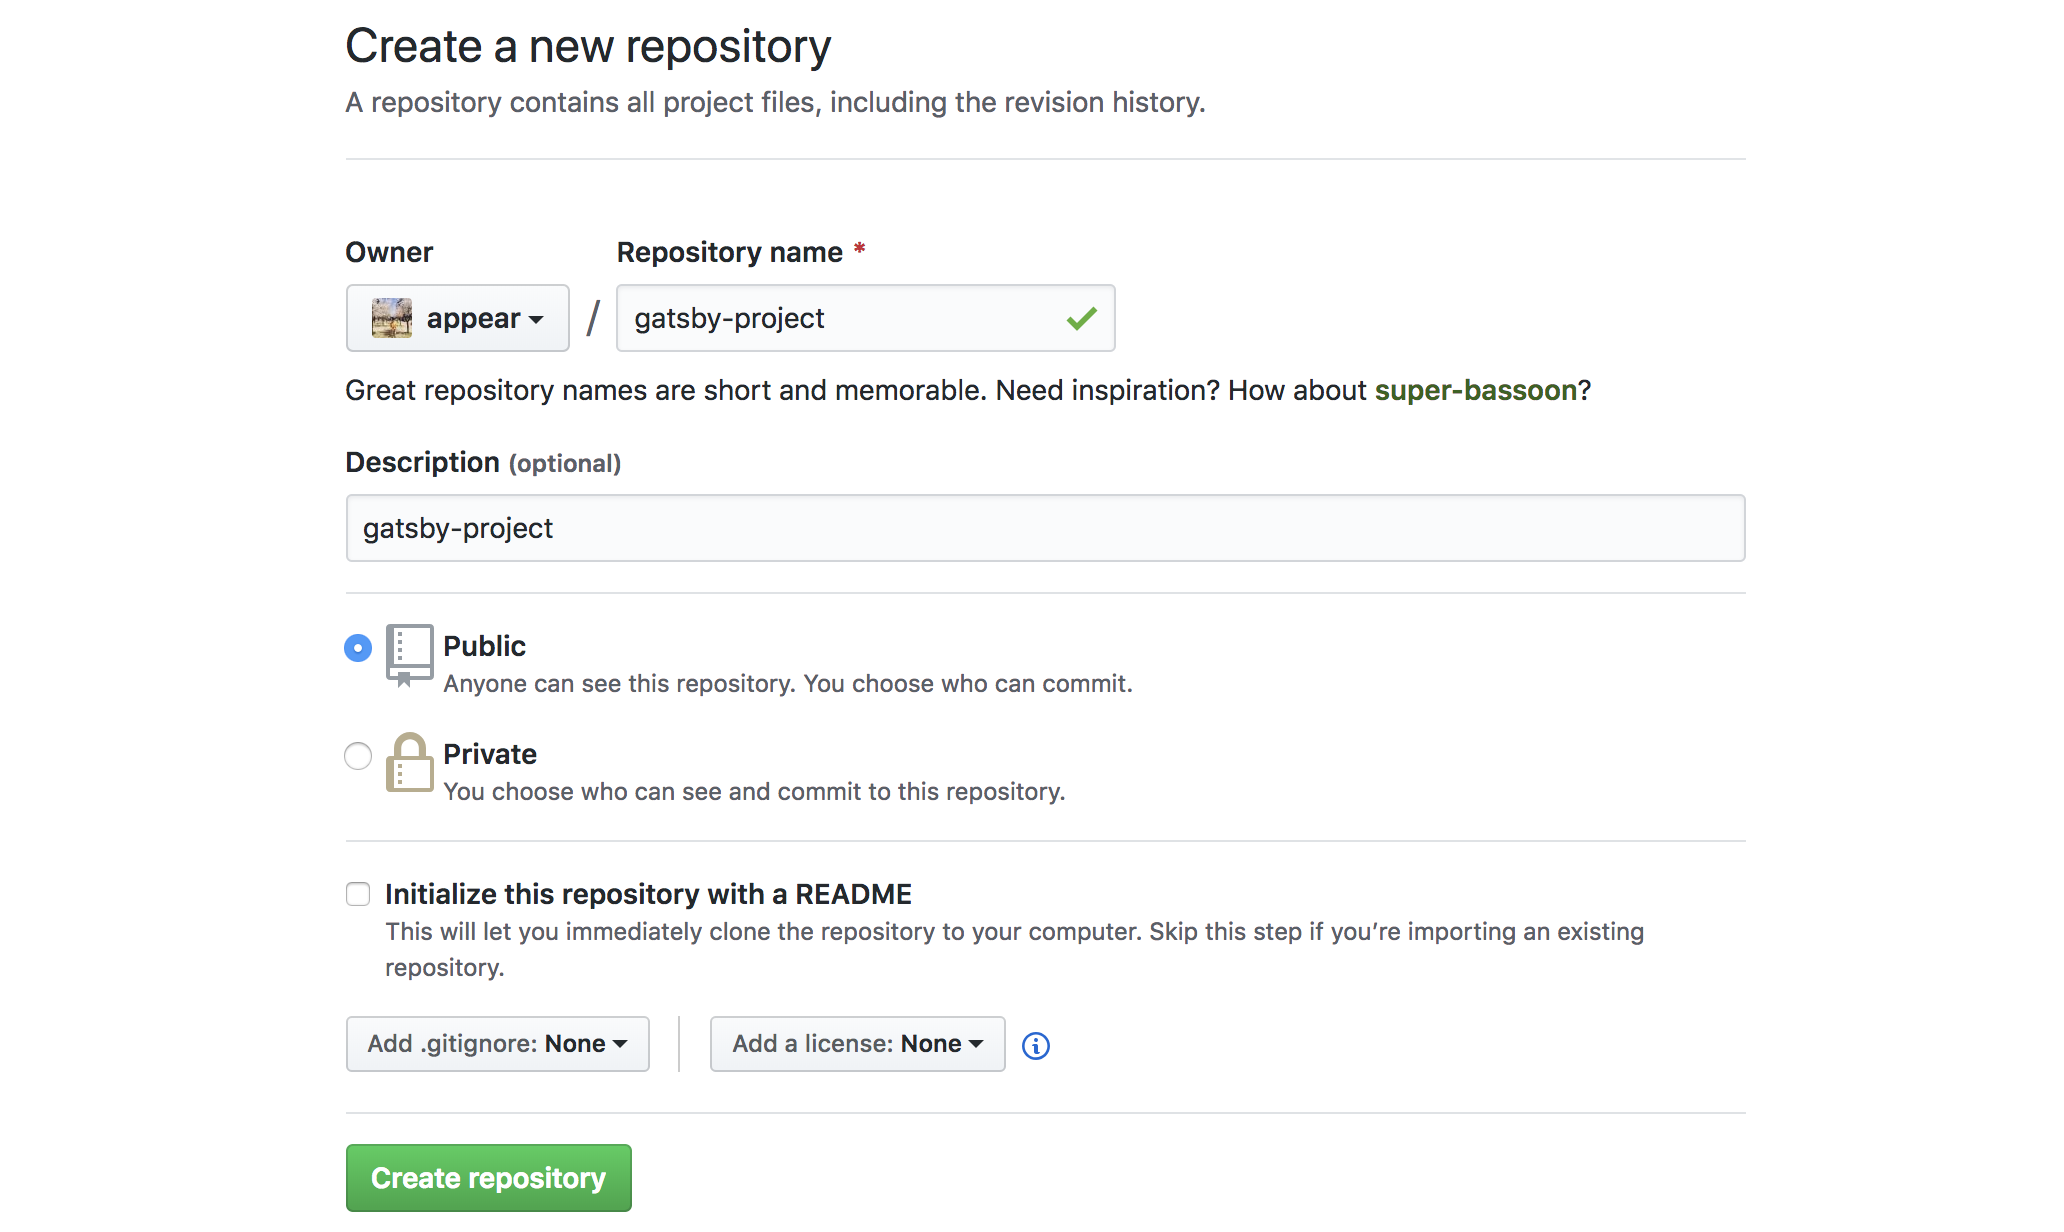 Create a new repository
A repository contains all project files, including the revision history.
Owner
Repository name *
appear
/
gatsby-project
Great repository names are short and memorable. Need inspiration? How about super-bassoon?
Description (optional)
gatsby-project
Public
Anyone can see this repository. You choose who can commit.
Private
You choose who can see and commit to this repository.
Initialize this repository with a README
This will let you immediately clone the repository to your computer. Skip this step if you’re importing an existing
repository.
Add .gitignore: None
Add a license: None
Create repository